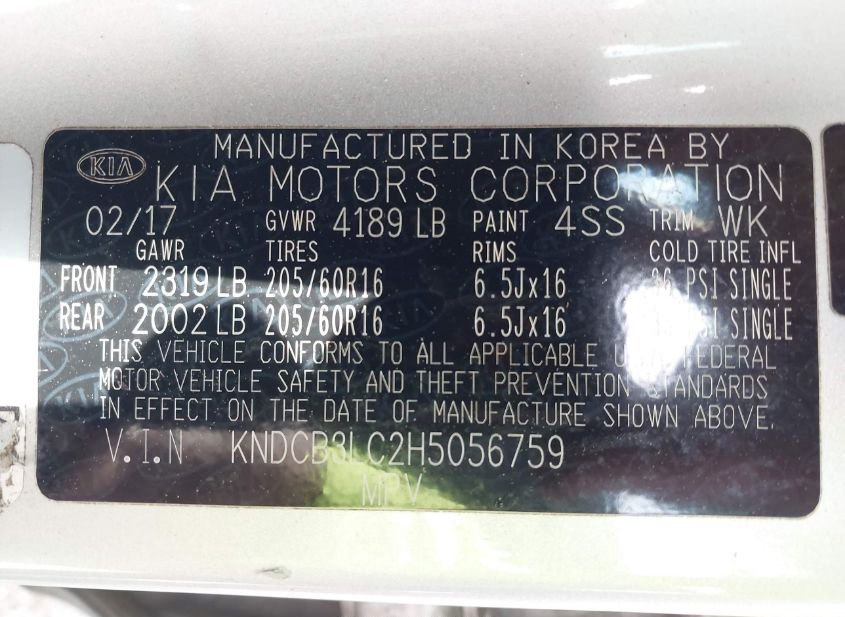 MANUFACTURED IN KOREA BY
KIA KIA MOTORS CORPORATION
02/17 GVWR 4189 LB PAINT 4SS TRIM WK
GAWR TIRES RIMS COLD TIRE INFL
FRONT 2319 LB 205/60R16 6.5Jx16 PSI SINGLE
REAR 2002 LB 205/60R16 6.5Jx16 SINGLE
THIS VEHICLE CONFORMS TO ALL APPLICABLE FEDERAL
MOTOR VEHICLE SAFETY AND THEFT PREVENTION STANDARDS
IN EFFECT ON THE DATE OF MANUFACTURE SHOWN ABOVE.
V.I.N KNDCB3LC2H5056759
MPV